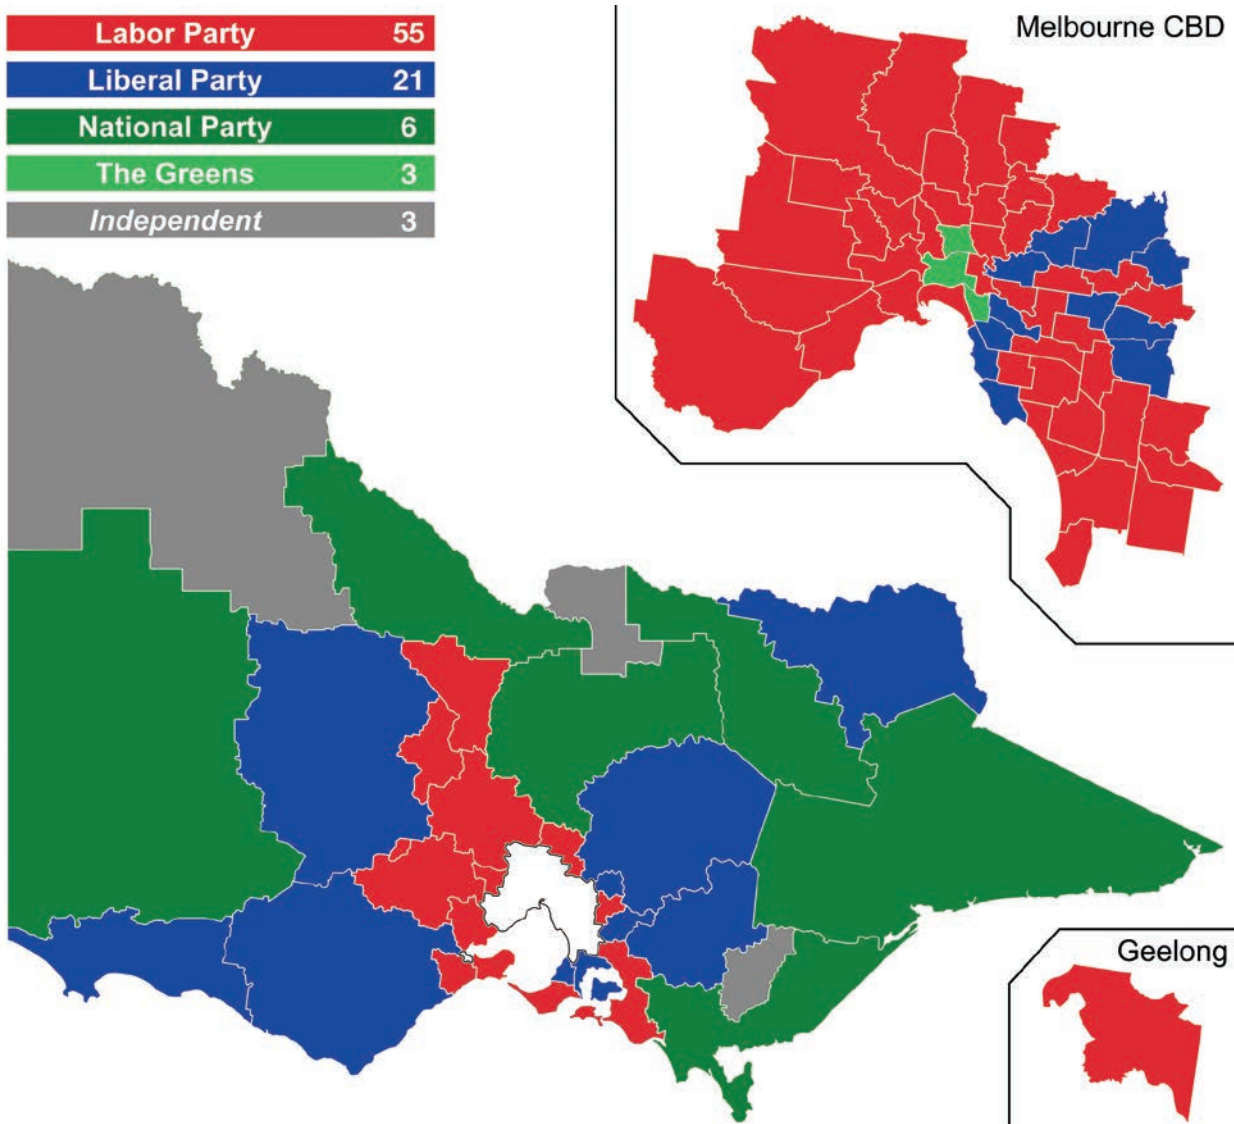 Labor Party 55
Liberal Party 21
National Party 6
The Greens 3
Independent 3
Melbourne CBD
Geelong